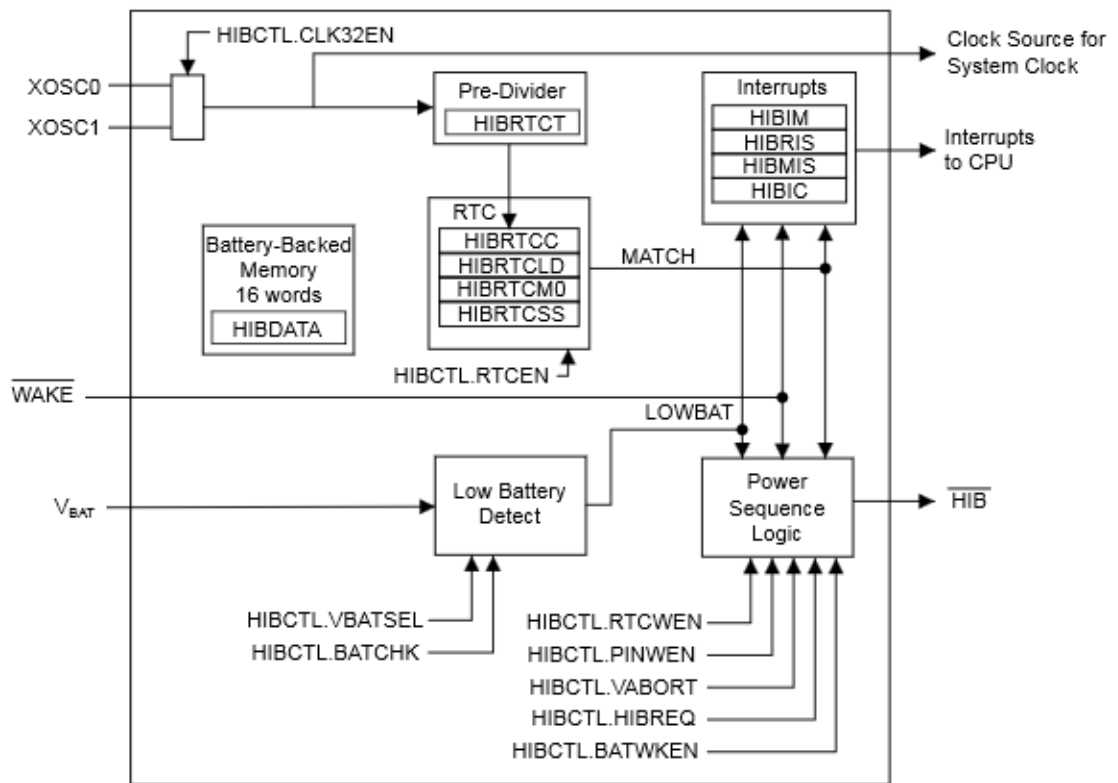 HIBCTL.CLK32EN
XOSC0
XOSC1
Clock Source for
System Clock
Pre-Divider
HIBRTCT
Interrupts
HIBIM
HIBRIS
HIBMIS
HIBIC
Interrupts
to CPU
RTC
HIBRTCC
HIBRTCLD
HIBRTCM0
HIBRTCSS
MATCH
Battery-Backed
Memory
16 words
HIBDATA
HIBCTL.RTCEN
WAKE
LOWBAT
VBAT
Low Battery
Detect
Power
Sequence
Logic
HIB
HIBCTL.VBATSEL
HIBCTL.BATCHK
HIBCTL.RTCWEN
HIBCTL.PINWEN
HIBCTL.VABORT
HIBCTL.HIBREQ
HIBCTL.BATWKEN